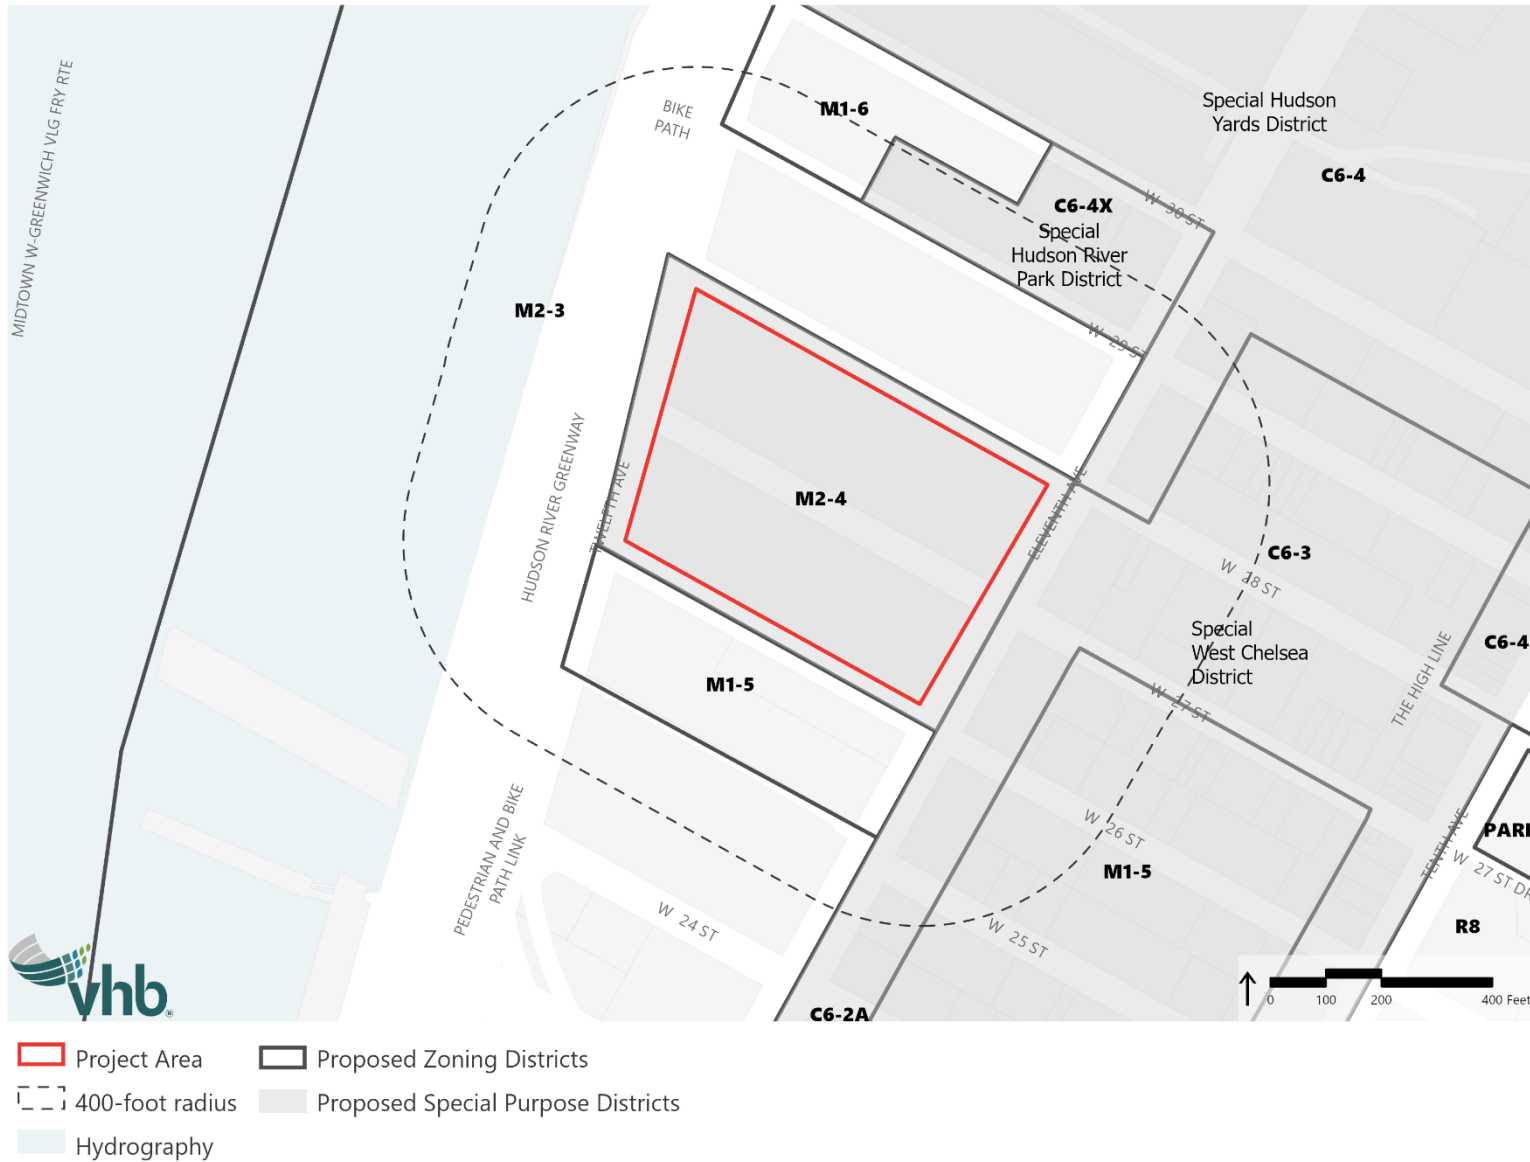 MIDTOWN W-GREENWICH VLG FRY RTE
BIKE
PATH
M1-6
Special Hudson
Yards District
C6-4
W 30 ST
C6-4X
Special
Hudson River
Park District
M2-3
W 29 ST
HUDSON RIVER GREENWAY
TWELFTH AVE
M2-4
ELEVENTH AVE
C6-3
W 28 ST
Special
West Chelsea
District
THE HIGH LINE
C6-4
M1-5
W 27 ST
PEDESTRIAN AND BIKE
PATH LINK
W 26 ST
M1-5
TENTH AVE
PARK
W 27 ST DR
R8
W 24 ST
W 25 ST
C6-2A
vhb®
0 100 200 400 Feet
Project Area
Proposed Zoning Districts
400-foot radius
Proposed Special Purpose Districts
Hydrography